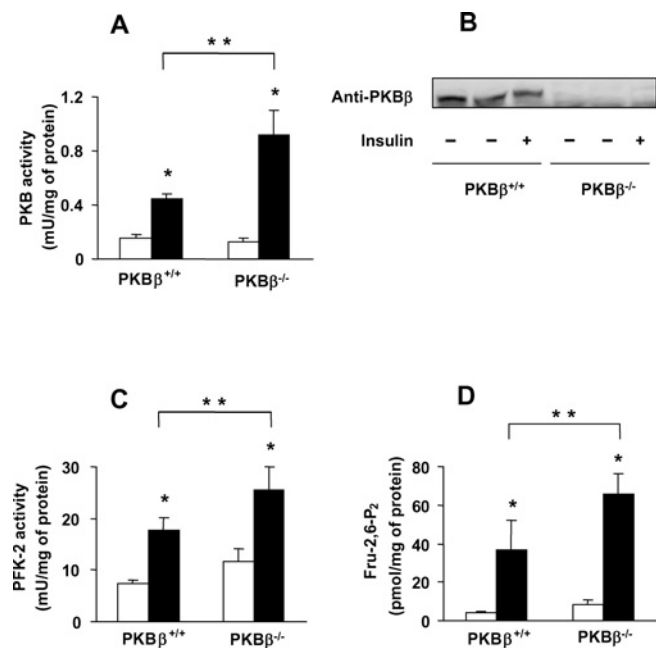 A
* *
*
*
PKB activity
(mU/mg of protein)
1.2
0.8
0.4
0
PKBβ+/+
PKBβ-/-
B
Anti-PKBβ
Insulin
– – + – – +
PKBβ+/+
PKBβ-/-
C
* *
*
*
PFK-2 activity
(mU/mg of protein)
30
20
10
0
PKBβ+/+
PKBβ-/-
D
* *
*
*
Fru-2,6-P2
(pmol/mg of protein)
80
60
40
20
0
PKBβ+/+
PKBβ-/-